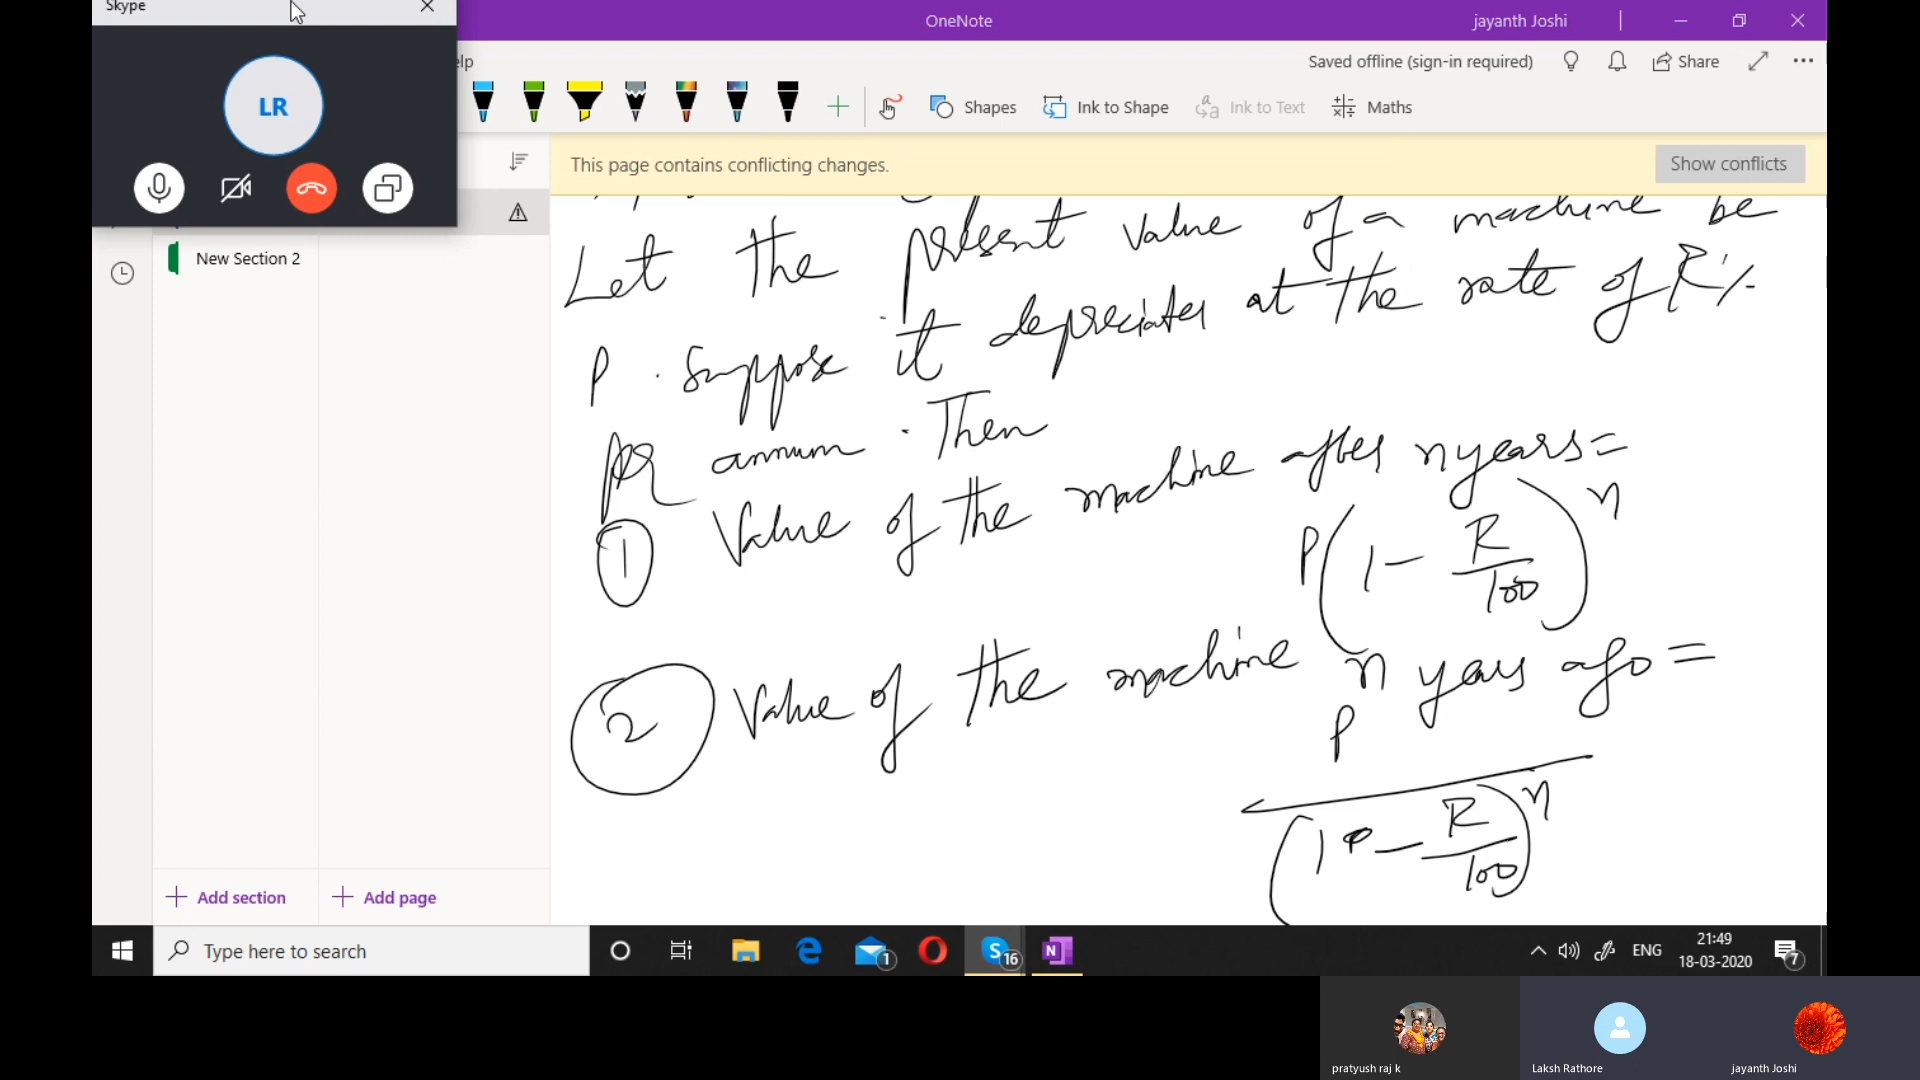 Skype
OneNote
jayanth Joshi
LR
elp
Saved offline (sign-in required)
Share
Shapes
Ink to Shape
Ink to Text
Maths
This page contains conflicting changes.
Show conflicts
New Section 2
Let the present value of a machine be
P. Suppose it depreciates at the rate of R%
per annum. Then
1 Value of the machine after n years =
P(1 - R/100)^n
2 Value of the machine n years ago =
P
(1 - R/100)^n
Add section
Add page
Type here to search
1
16
ENG
21:49
18-03-2020
7
pratyush raj k
Laksh Rathore
jayanth Joshi